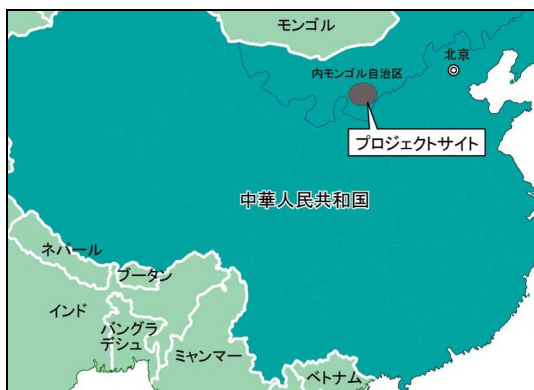 モンゴル
北京
内モンゴル自治区
プロジェクトサイト
中華人民共和国
ネパール
ブータン
インド
バングラ
デシュ
ミャンマー
ベトナム